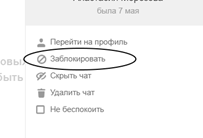 была 7 мая
Перейти на профиль
Заблокировать
Скрыть чат
Удалить чат
Не беспокоить